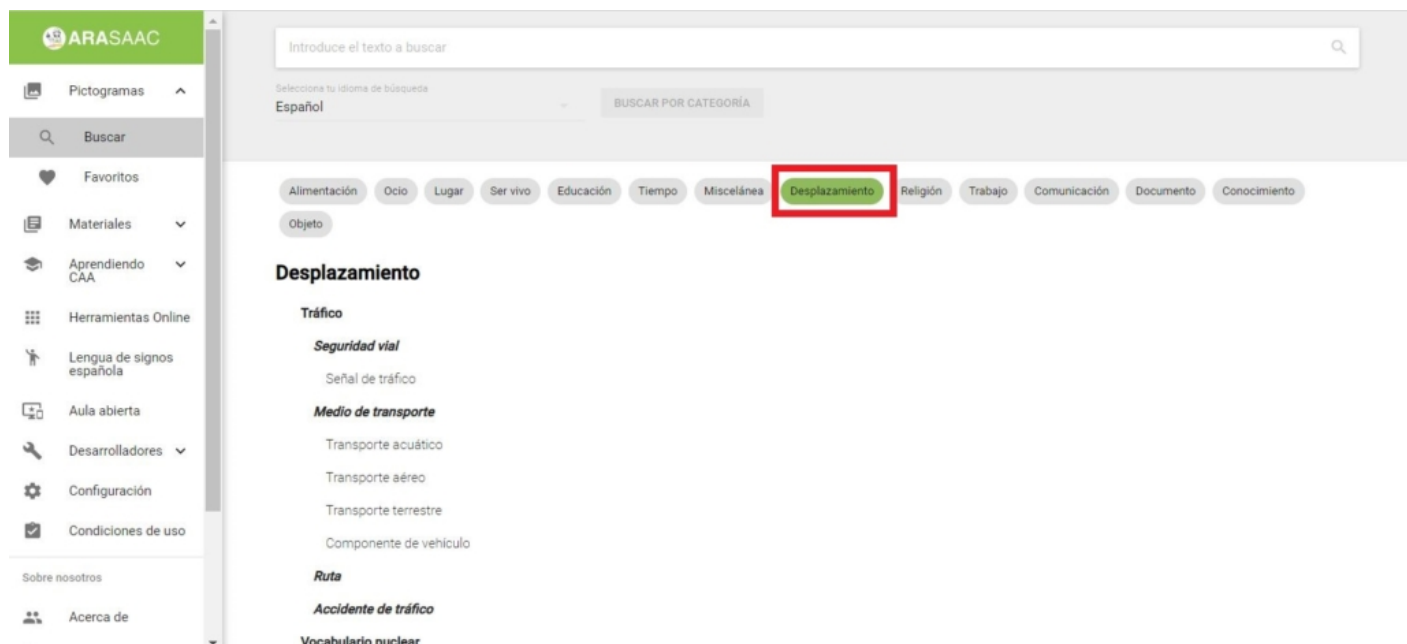 ARASAAC
Pictogramas
Buscar
Favoritos
Materiales
Aprendiendo
CAA
Herramientas Online
Lengua de signos
española
Aula abierta
Desarrolladores
Configuración
Condiciones de uso
Sobre nosotros
Acerca de
Introduce el texto a buscar
Selecciona tu idioma de búsqueda
Español
BUSCAR POR CATEGORÍA
Alimentación Ocio Lugar Ser vivo Educación Tiempo Miscelánea Desplazamiento Religión Trabajo Comunicación Documento Conocimiento
Objeto
Desplazamiento
Tráfico
Seguridad vial
Señal de tráfico
Medio de transporte
Transporte acuático
Transporte aéreo
Transporte terrestre
Componente de vehículo
Ruta
Accidente de tráfico
Vocabulario nuclear